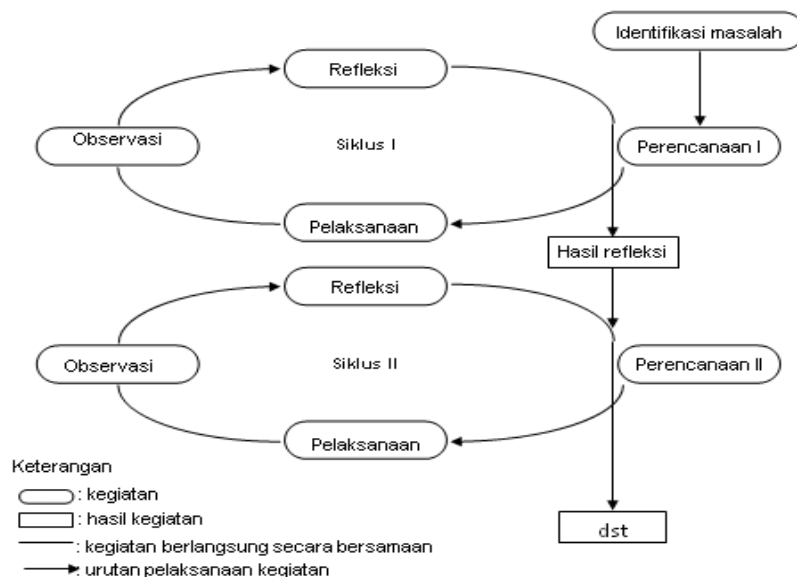 Identifikasi masalah
Refleksi
Observasi
Siklus I
Perencanaan I
Pelaksanaan
Hasil refleksi
Refleksi
Observasi
Siklus II
Perencanaan II
Pelaksanaan
Keterangan
: kegiatan
: hasil kegiatan
: kegiatan berlangsung secara bersamaan
: urutan pelaksanaan kegiatan
dst